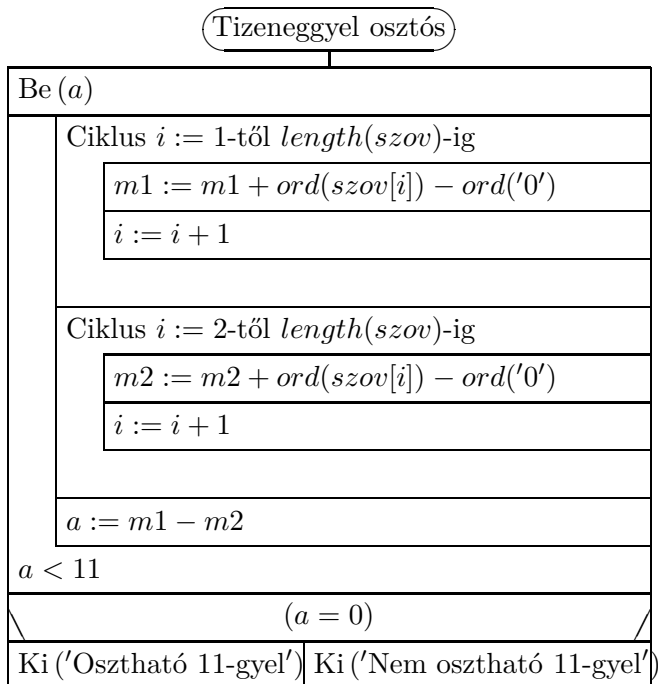 Tizeneggyel osztós
Be (a)
Ciklus i := 1-től length(szov)-ig
m1 := m1 + ord(szov[i]) − ord('0')
i := i + 1
Ciklus i := 2-től length(szov)-ig
m2 := m2 + ord(szov[i]) − ord('0')
i := i + 1
a := m1 − m2
a < 11
(a = 0)
Ki ('Osztható 11-gyel') Ki ('Nem osztható 11-gyel')